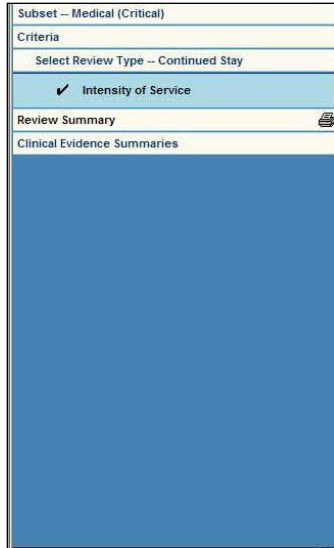 Subset -- Medical (Critical)
Criteria
Select Review Type -- Continued Stay
✔ Intensity of Service
Review Summary
Clinical Evidence Summaries